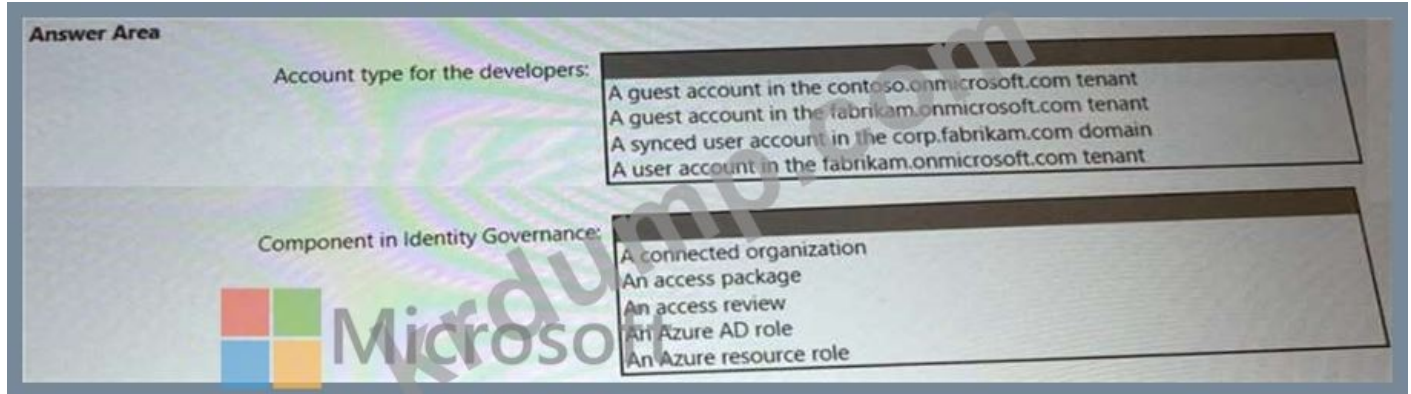 Answer Area
Account type for the developers:
A guest account in the contoso.onmicrosoft.com tenant
A guest account in the fabrikam.onmicrosoft.com tenant
A synced user account in the corp.fabrikam.com domain
A user account in the fabrikam.onmicrosoft.com tenant
Component in Identity Governance:
A connected organization
An access package
An access review
An Azure AD role
An Azure resource role
Microsoft
krdump.com